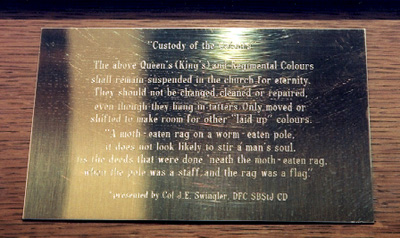 "Custody of the Colours"
The above Queen's (King's) and Regimental Colours
shall remain suspended in the church for eternity.
They should not be changed, cleaned or repaired,
even though they hang in tatters. Only moved or
shifted to make room for other "laid up" colours.
"A moth-eaten rag on a worm-eaten pole,
it does not look likely to stir a man's soul.
tis the deeds that were done 'neath the moth-eaten rag,
when the pole was a staff and the rag was a flag"
"presented by Col J.E. Swingler, DFC SBStJ CD